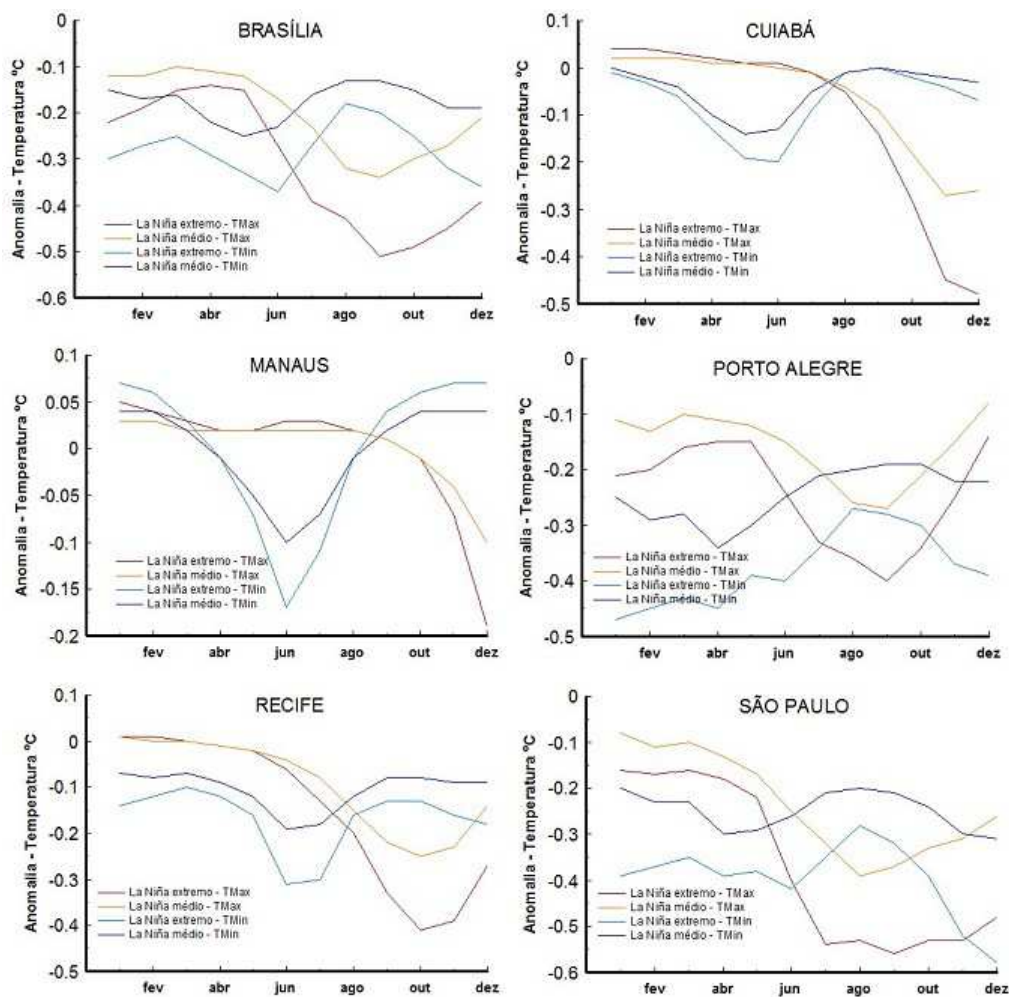 BRASÍLIA
0
-0.1
-0.2
-0.3
-0.4
-0.5
-0.6
Anomalia - Temperatura ºC
La Niña extremo - TMax
La Niña médio - TMax
La Niña extremo - TMin
La Niña médio - TMin
fev abr jun ago out dez
CUIABÁ
0.1
0
-0.1
-0.2
-0.3
-0.4
-0.5
Anomalia - Temperatura ºC
La Niña extremo - TMax
La Niña médio - TMax
La Niña extremo - TMin
La Niña médio - TMin
fev abr jun ago out dez
MANAUS
0.1
0.05
0
-0.05
-0.1
-0.15
-0.2
Anomalia - Temperatura ºC
La Niña extremo - TMax
La Niña médio - TMax
La Niña extremo - TMin
La Niña médio - TMin
fev abr jun ago out dez
PORTO ALEGRE
0
-0.1
-0.2
-0.3
-0.4
-0.5
Anomalia - Temperatura ºC
La Niña extremo - TMax
La Niña médio - TMax
La Niña extremo - TMin
La Niña médio - TMin
fev abr jun ago out dez
RECIFE
0.1
0
-0.1
-0.2
-0.3
-0.4
-0.5
Anomalia - Temperatura ºC
La Niña extremo - TMax
La Niña médio - TMax
La Niña extremo - TMin
La Niña médio - TMin
fev abr jun ago out dez
SÃO PAULO
0
-0.1
-0.2
-0.3
-0.4
-0.5
-0.6
Anomalia - Temperatura ºC
La Niña extremo - TMax
La Niña médio - TMax
La Niña extremo - TMin
La Niña médio - TMin
fev abr jun ago out dez